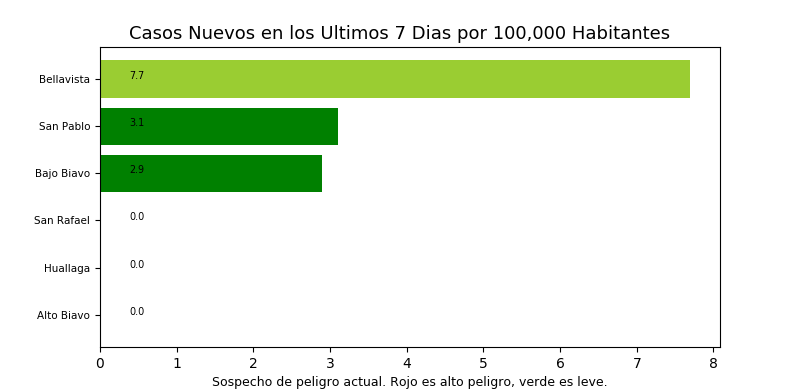 Casos Nuevos en los Ultimos 7 Dias por 100,000 Habitantes
Bellavista 7.7
San Pablo 3.1
Bajo Biavo 2.9
San Rafael 0.0
Huallaga 0.0
Alto Biavo 0.0
0 1 2 3 4 5 6 7 8
Sospecho de peligro actual. Rojo es alto peligro, verde es leve.